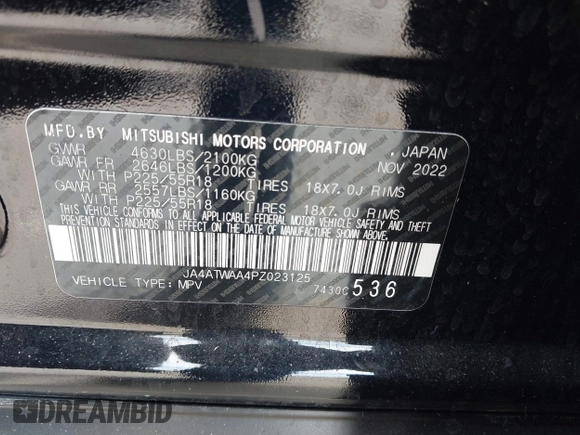 MFD.BY MITSUBISHI MOTORS CORPORATION , JAPAN
GVWR 4630LBS/2100KG NOV 2022
GAWR FR 2646LBS/1200KG
WITH P225/55R18 TIRES 18X7.0J RIMS
GAWR RR 2557LBS/1160KG
WITH P225/55R18 TIRES 18X7.0J RIMS
THIS VEHICLE CONFORMS TO ALL APPLICABLE FEDERAL MOTOR VEHICLE SAFETY AND THEFT
PREVENTION STANDARDS IN EFFECT ON THE DATE OF MANUFACTURE SHOWN ABOVE.
JA4ATWAA4PZ023125
VEHICLE TYPE: MPV 7430C 536
DREAMBID